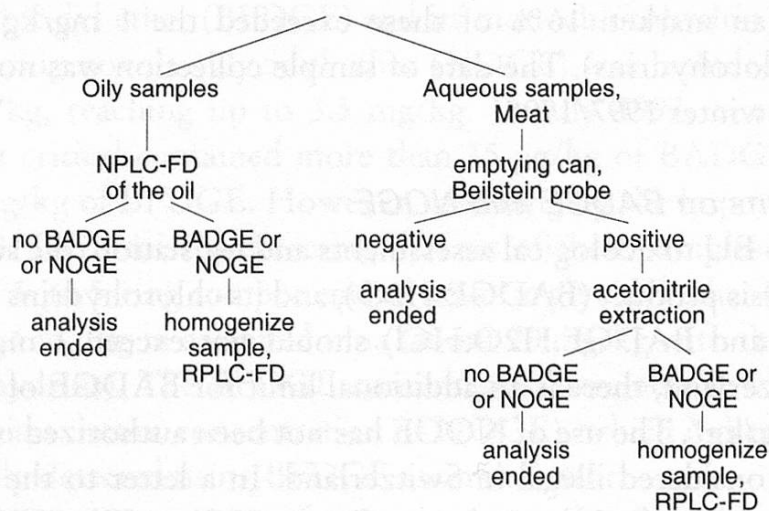 Oily samples
Aqueous samples,
Meat
NPLC-FD
of the oil
emptying can,
Beilstein probe
no BADGE
or NOGE
BADGE or
NOGE
negative
positive
analysis
ended
homogenize
sample,
RPLC-FD
analysis
ended
acetonitrile
extraction
no BADGE
or NOGE
BADGE or
NOGE
analysis
ended
homogenize
sample,
RPLC-FD